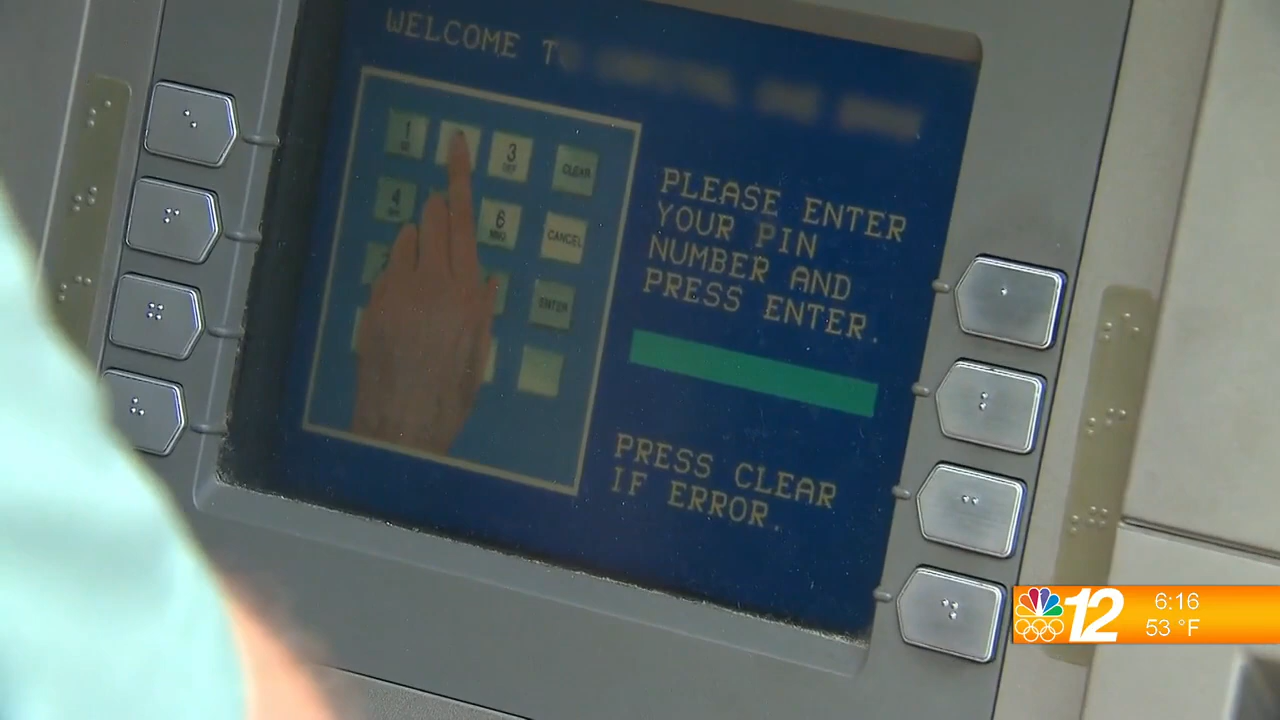 WELCOME
1
3
DEF
CLEAR
4
6
MNO
CANCEL
ENTER
PLEASE ENTER
YOUR PIN
NUMBER AND
PRESS ENTER.
PRESS CLEAR
IF ERROR.
12
6:16
53 °F